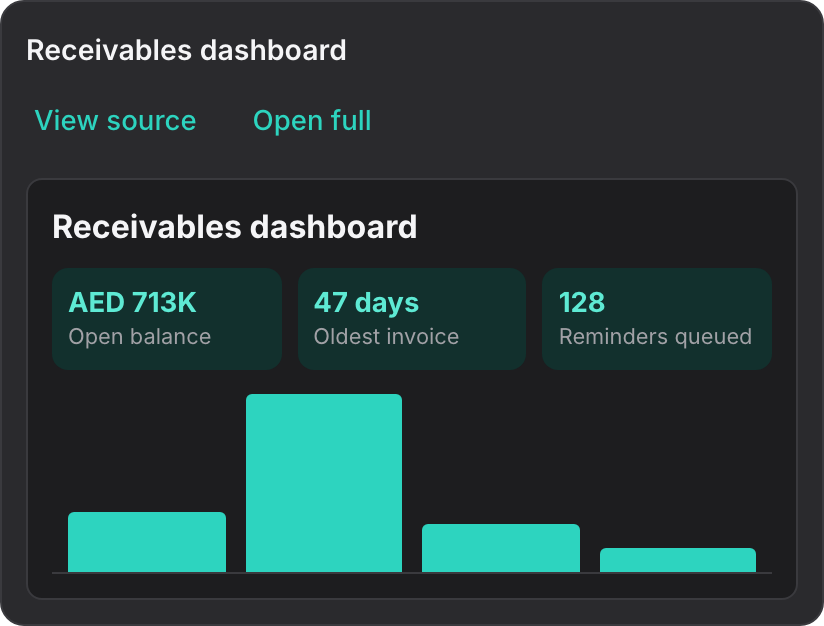 Receivables dashboard
View source Open full
Receivables dashboard
AED 713K 47 days 128
Open balance Oldest invoice Reminders queued